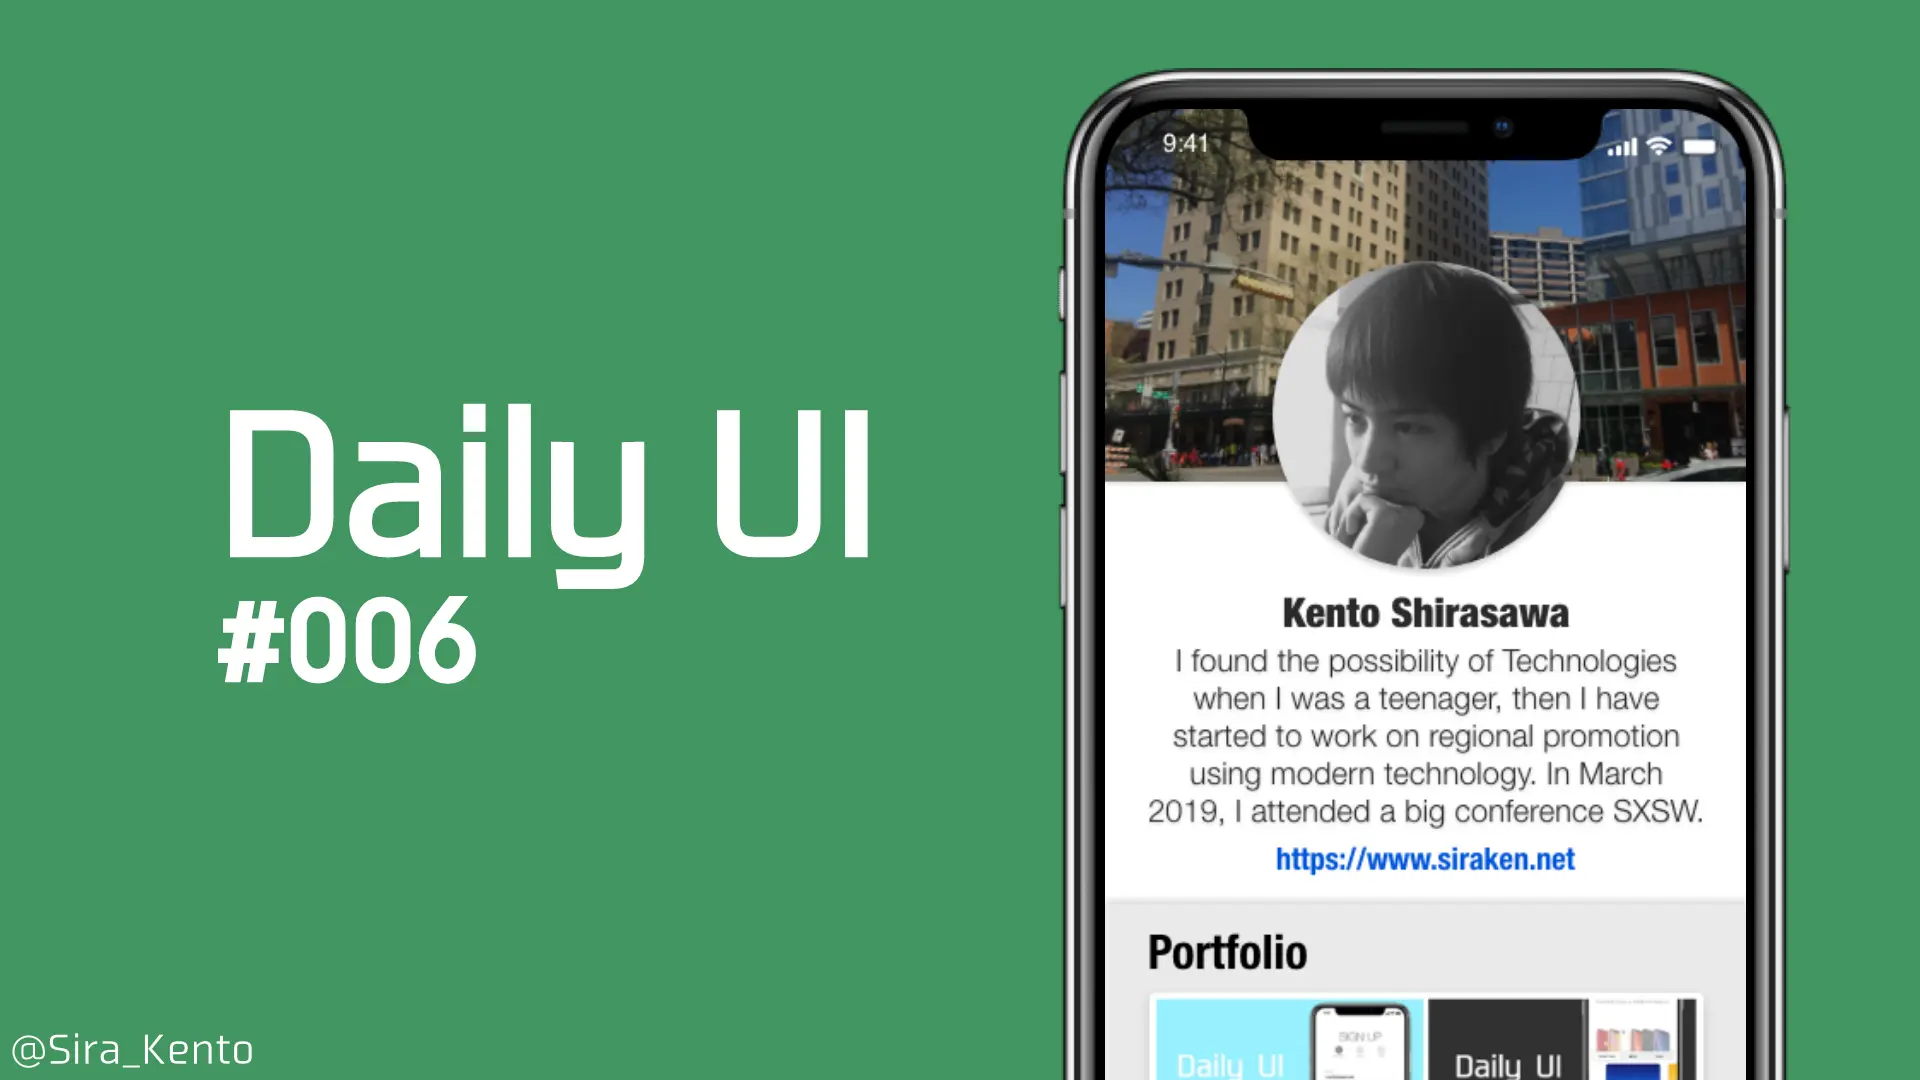 Daily UI
#006
@Sira_Kento
9:41
Kento Shirasawa
I found the possibility of Technologies
when I was a teenager, then I have
started to work on regional promotion
using modern technology. In March
2019, I attended a big conference SXSW.
https://www.siraken.net
Portfolio
SIGN UP
Daily UI
Daily UI